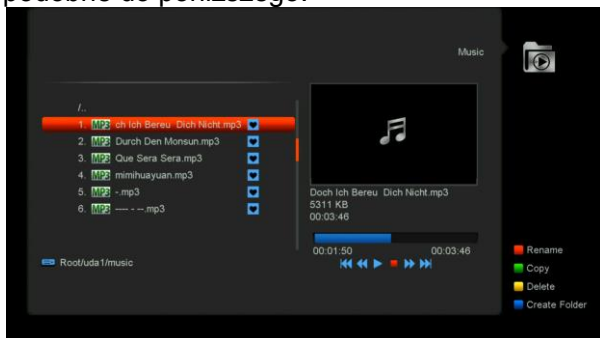 podobne do poniższego:
Music
/..
1. MP3 ch Ich Bereu Dich Nicht.mp3
2. MP3 Durch Den Monsun.mp3
3. MP3 Que Sera Sera.mp3
4. MP3 mimihuayuan.mp3
5. MP3 -.mp3
6. MP3 ---- - --.mp3
Doch Ich Bereu Dich Nicht.mp3
5311 KB
00:03:46
00:01:50 00:03:46
Root/uda1/music
Rename
Copy
Delete
Create Folder